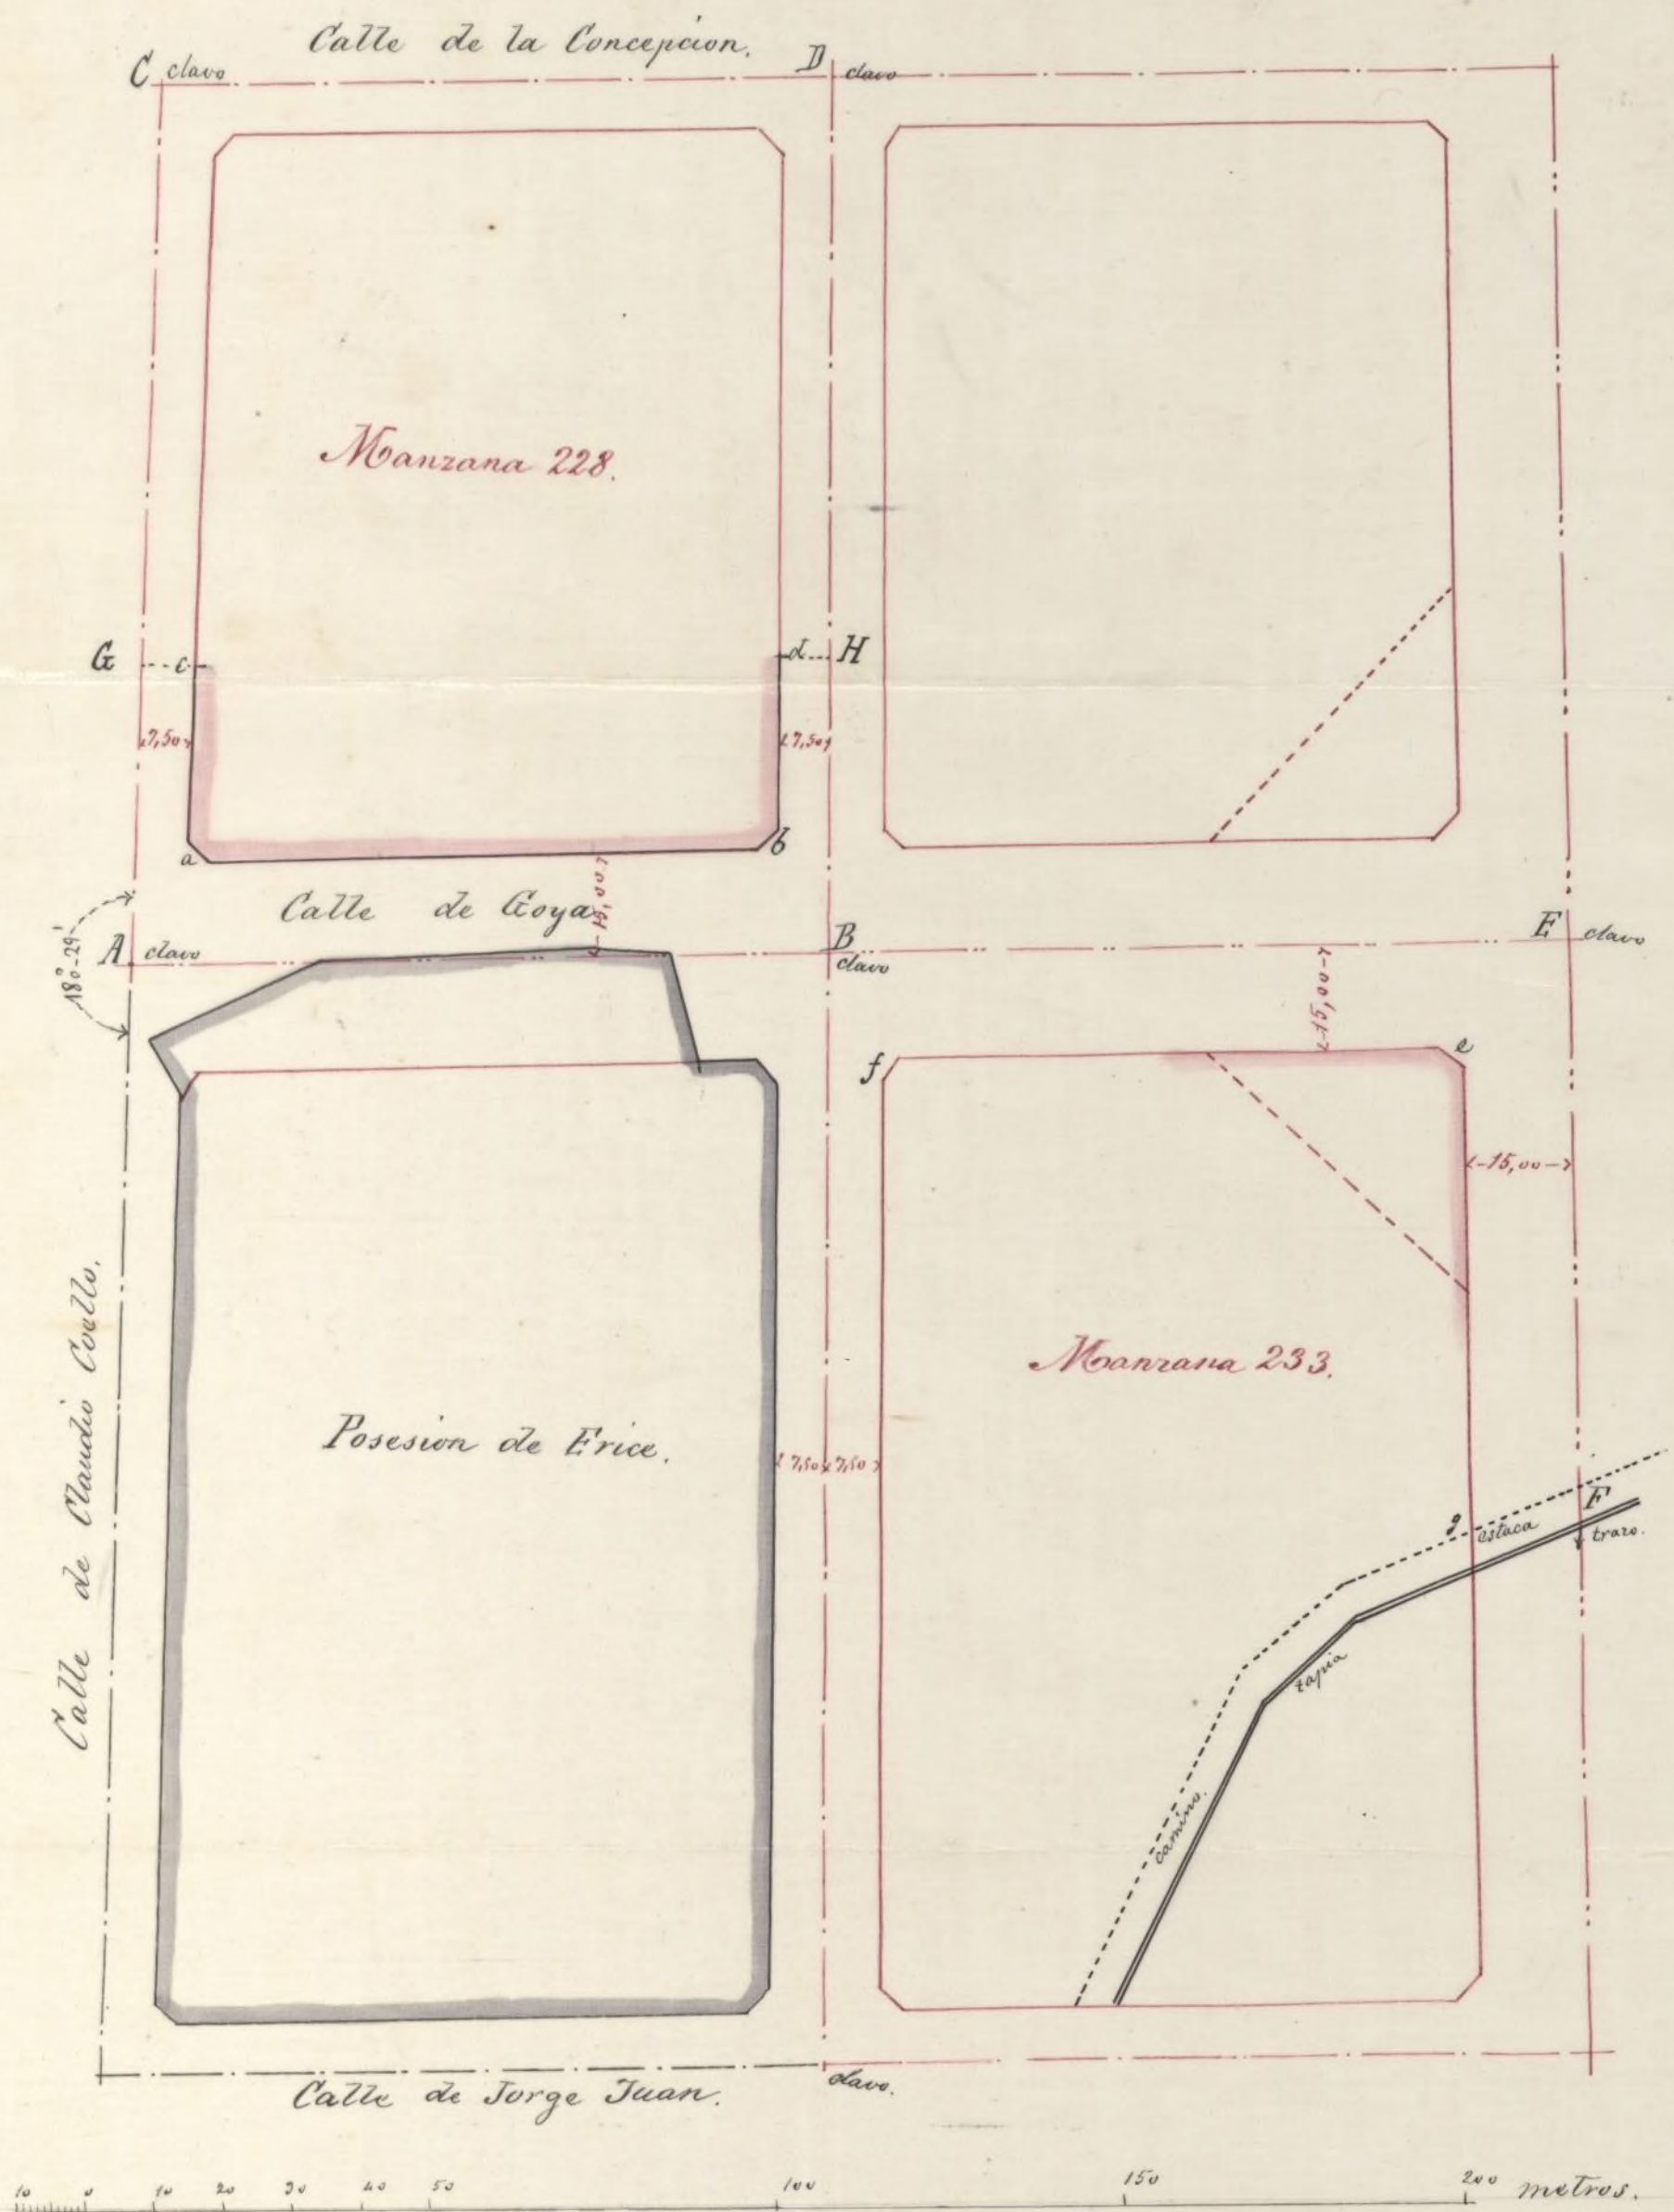 Calle de la Concepcion.
C clavo
D clavo
Manzana 228.
G c
d H
7,50
7,50
a
b
Calle de Goya
15,00
18º-29'
A clavo
B
clavo
E clavo
15,00
f
e
15,00
Calle de Claudio Coello.
Manzana 233.
Posesion de Erice.
7,50 7,50
g estaca
F
trazo.
tapia
camino.
clavo.
Calle de Jorge Juan.
10 0 10 20 30 40 50 100 150 200 metros.